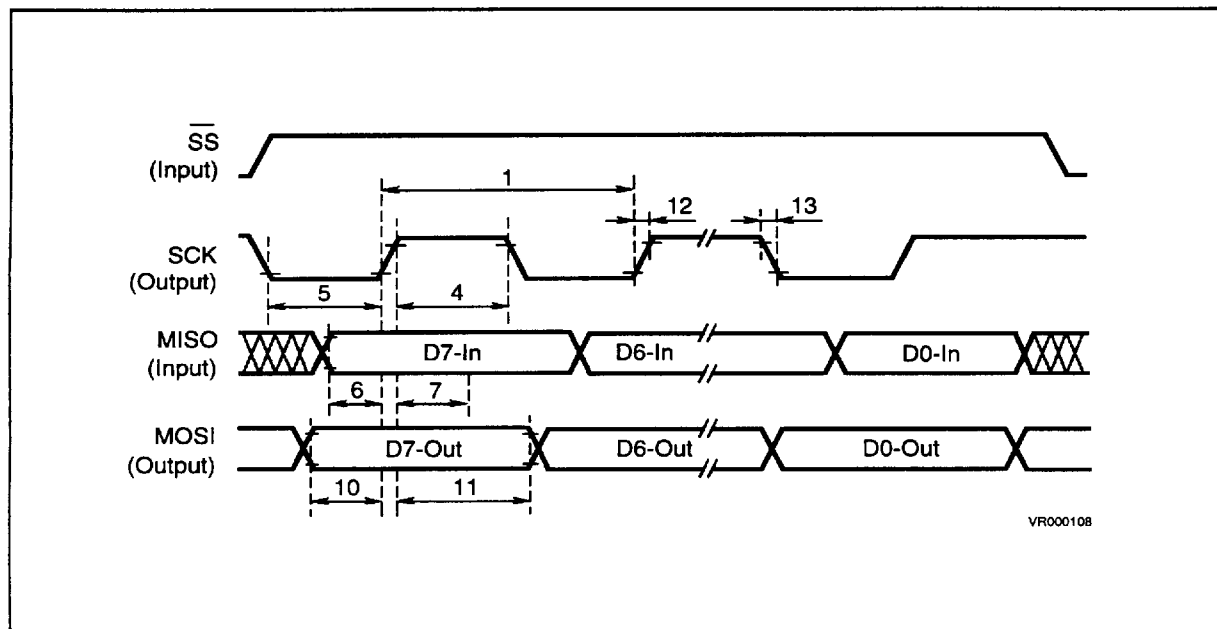 SS
(Input)
1
12
13
SCK
(Output)
5
4
MISO
(Input)
D7-In
D6-In
D0-In
6
7
MOSI
(Output)
D7-Out
D6-Out
D0-Out
10
11
VR000108